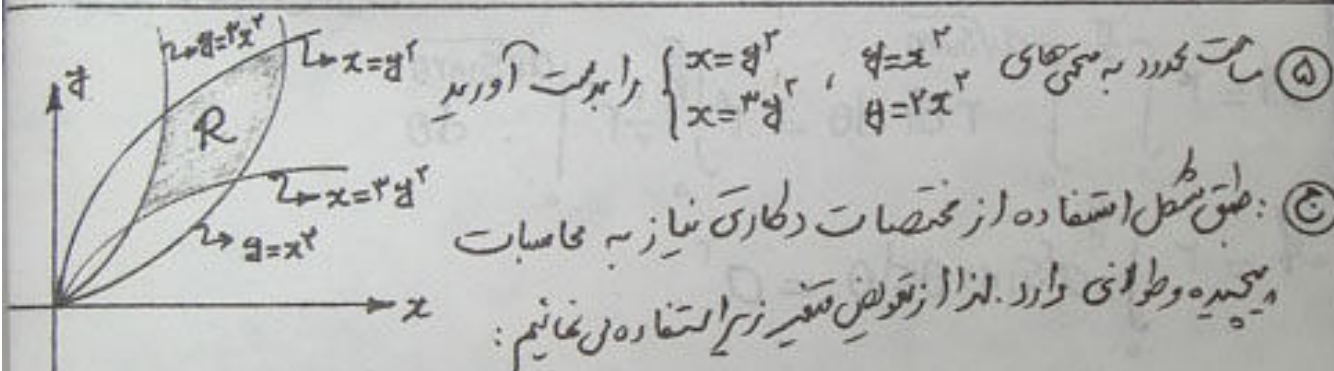 ⑤ مساحت محدود به منحنی‌های { x=y² , y=x² را بدست آورید
x=۳y² y=۲x²
y
y=۲x²
x=y²
R
x=۳y²
y=x²
x
ج: طبق شکل استفاده از مختصات دکارتی نیاز به محاسبات
پیچیده و طولانی دارد. لذا از تعویض متغیر زیر استفاده می نمائیم: